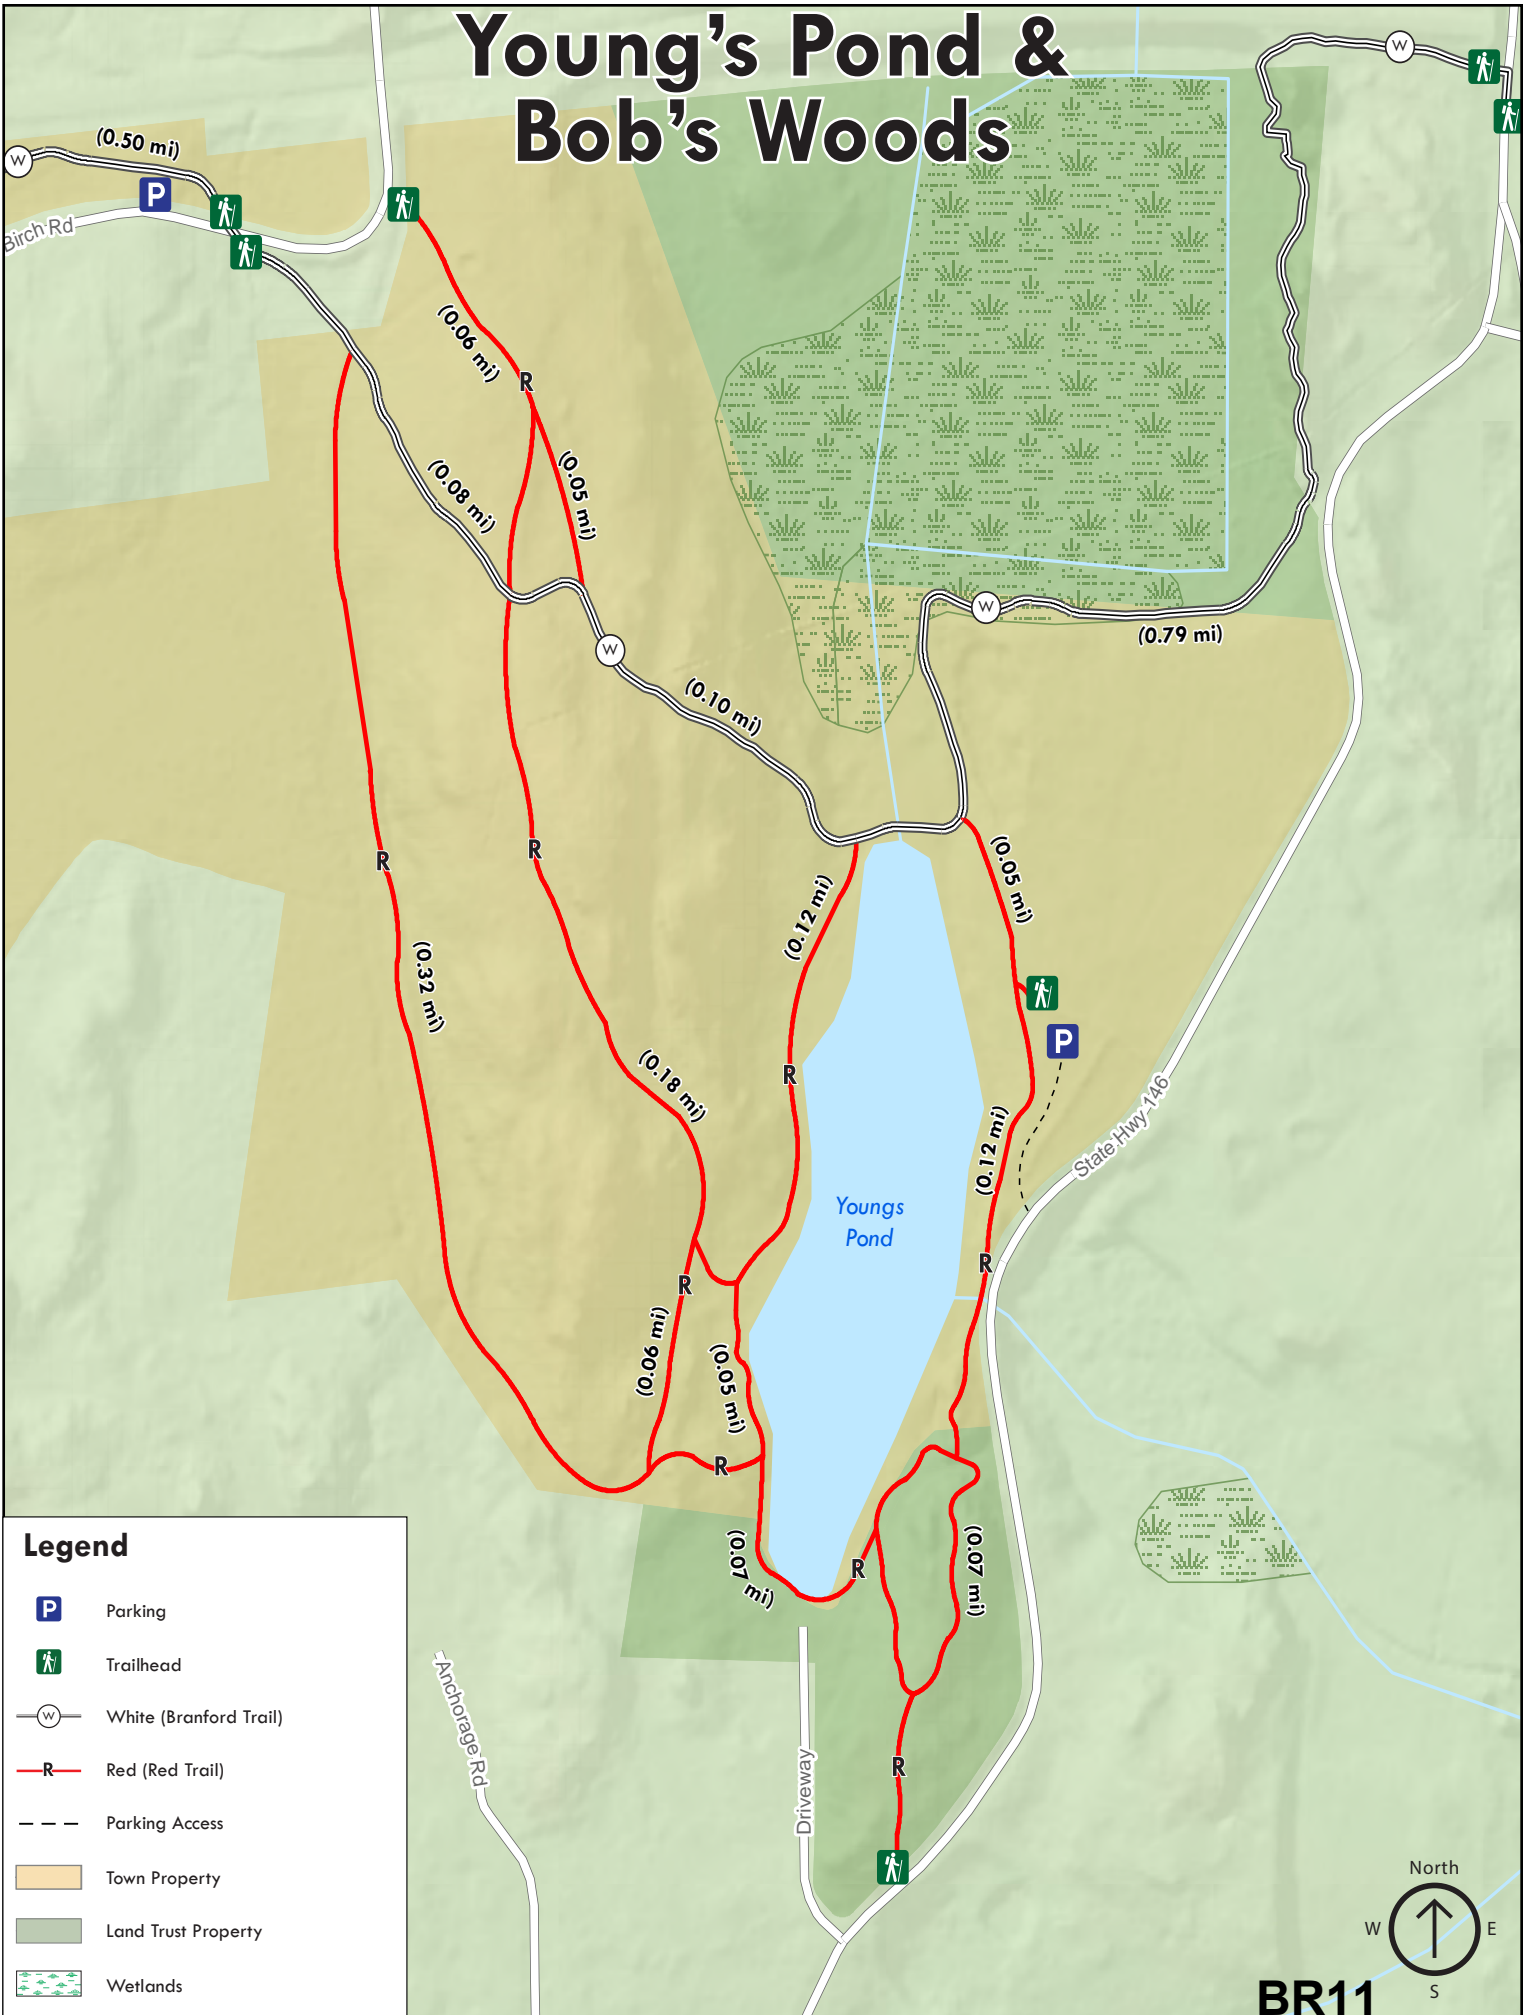 Young's Pond &
Bob's Woods
W
W
(0.50 mi)
P
Birch Rd
(0.06 mi)
R
(0.05 mi)
(0.08 mi)
W
(0.79 mi)
W
(0.10 mi)
R
R
(0.12 mi)
(0.05 mi)
(0.32 mi)
P
(0.18 mi)
R
State Hwy 146
(0.12 mi)
Youngs
Pond
R
R
(0.06 mi)
(0.05 mi)
R
(0.07 mi)
R
(0.07 mi)
Anchorage Rd
Driveway
R
Legend
P Parking
Trailhead
W White (Branford Trail)
R Red (Red Trail)
Parking Access
Town Property
Land Trust Property
Wetlands
North
W E
S
BR11